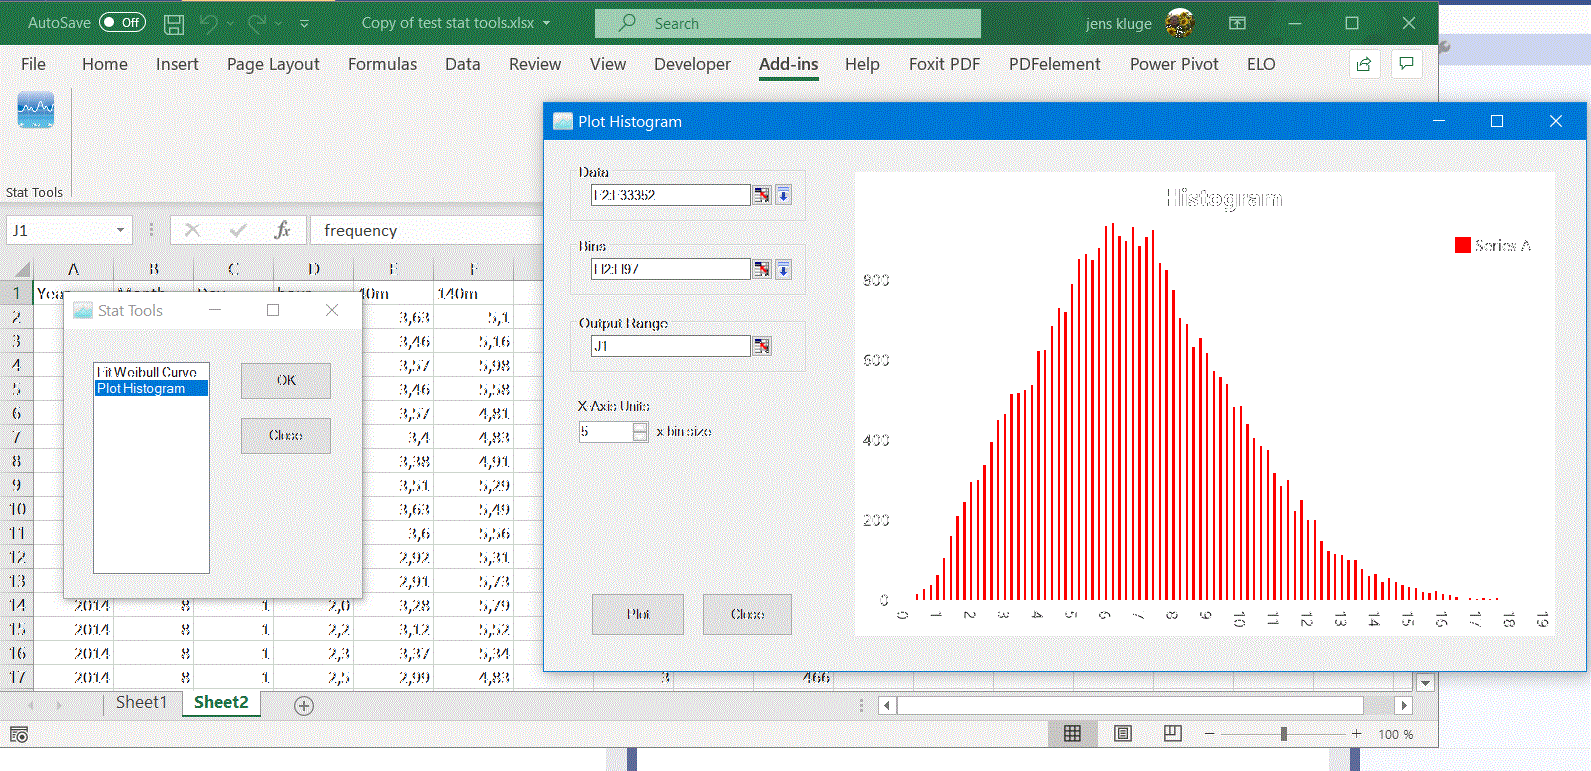 AutoSave Off Copy of test stat tools.xlsx Search jens kluge
File Home Insert Page Layout Formulas Data Review View Developer Add-ins Help Foxit PDF PDFelement Power Pivot ELO
Stat Tools
J1 fx frequency
A B C D E F
1 Year Month Day hour 40m 140m
2 3,63 5,1
3 3,46 5,16
4 3,57 5,98
5 3,46 5,58
6 3,57 4,81
7 3,4 4,83
8 3,38 4,91
9 3,51 5,29
10 3,63 5,49
11 3,6 5,56
12 2,92 5,31
13 2,91 5,73
14 2014 8 1 2,0 3,28 5,79
15 2014 8 1 2,2 3,12 5,52
16 2014 8 1 2,3 3,37 5,34
17 2014 8 1 2,5 2,99 4,83 3 466
Sheet1 Sheet2
100 %
Stat Tools
Fit Weibull Curve
Plot Histogram
OK
Close
Plot Histogram
Data
F2:F33352
Bins
H2:H97
Output Range
J1
X-Axis Units
5 x bin size
Plot Close
Histogram
Series A
800
600
400
200
0
0 1 2 3 4 5 6 7 8 9 10 11 12 13 14 15 16 17 18 19